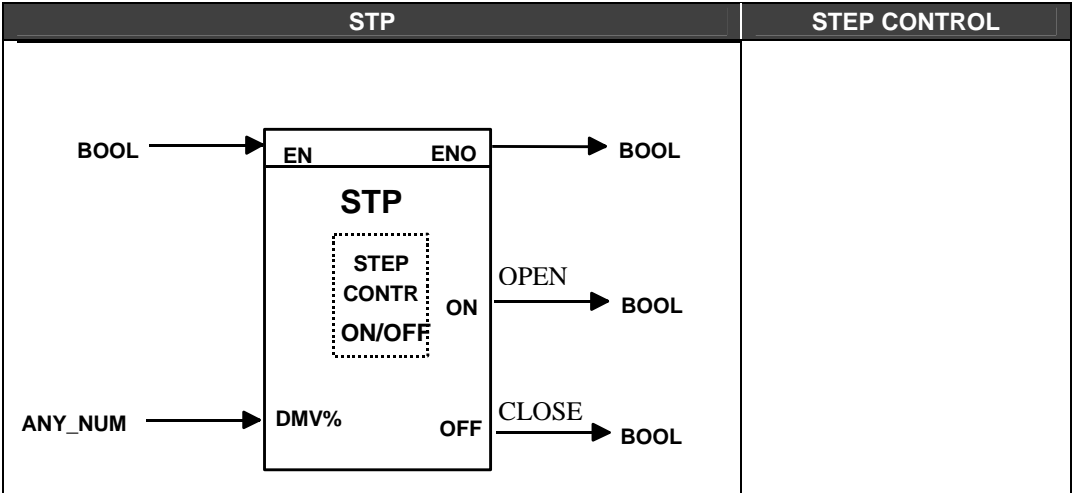 STP STEP CONTROL
BOOL EN ENO BOOL
STP
STEP
CONTR
ON/OFF
OPEN
ON BOOL
CLOSE
ANY_NUM DMV% OFF BOOL